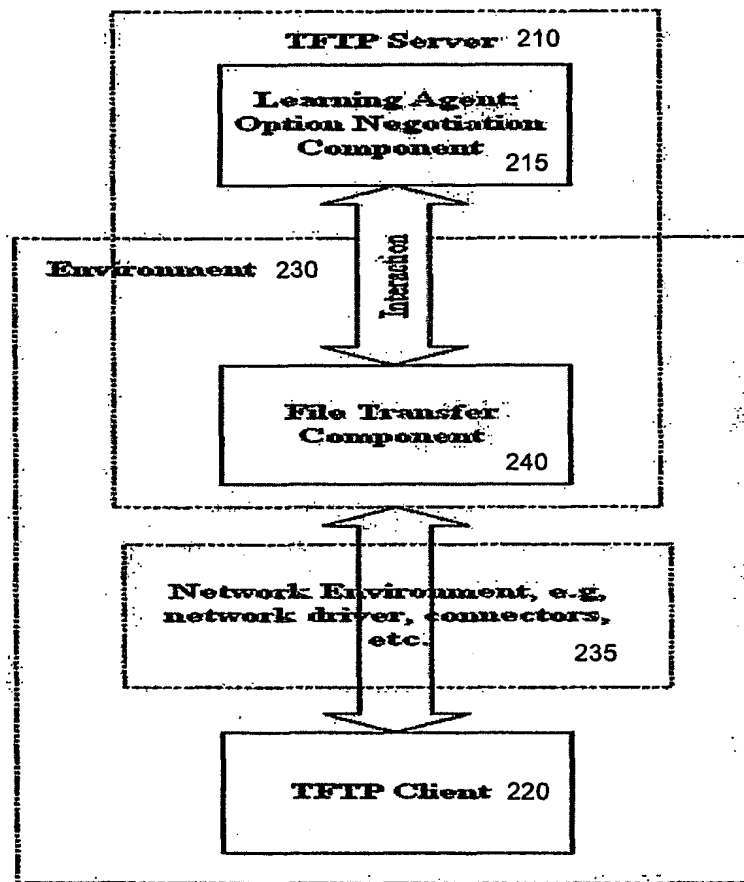 TFTP Server 210
Learning Agent:
Option Negotiation
Component
215
Interaction
Environment 230
File Transfer
Component
240
Network Environment, e.g,
network driver, connectors,
etc.
235
TFTP Client 220